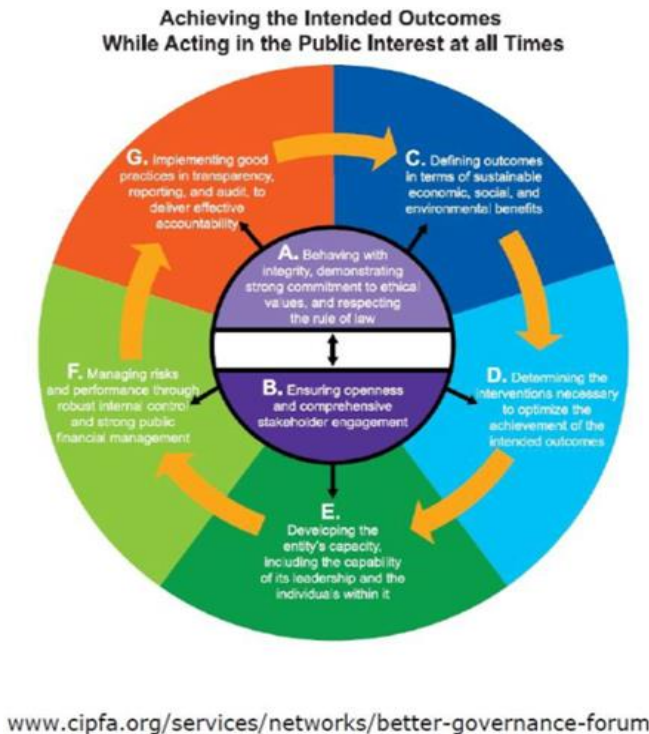 Achieving the Intended Outcomes
While Acting in the Public Interest at all Times
G. Implementing good
practices in transparency,
reporting, and audit, to
deliver effective
accountability
C. Defining outcomes
in terms of sustainable
economic, social, and
environmental benefits
A. Behaving with
integrity, demonstrating
strong commitment to ethical
values, and respecting
the rule of law
B. Ensuring openness
and comprehensive
stakeholder engagement
F. Managing risks
and performance through
robust internal control
and strong public
financial management
D. Determining the
interventions necessary
to optimize the
achievement of the
intended outcomes
E.
Developing the
entity's capacity,
including the capability
of its leadership and the
individuals within it
www.cipfa.org/services/networks/better-governance-forum